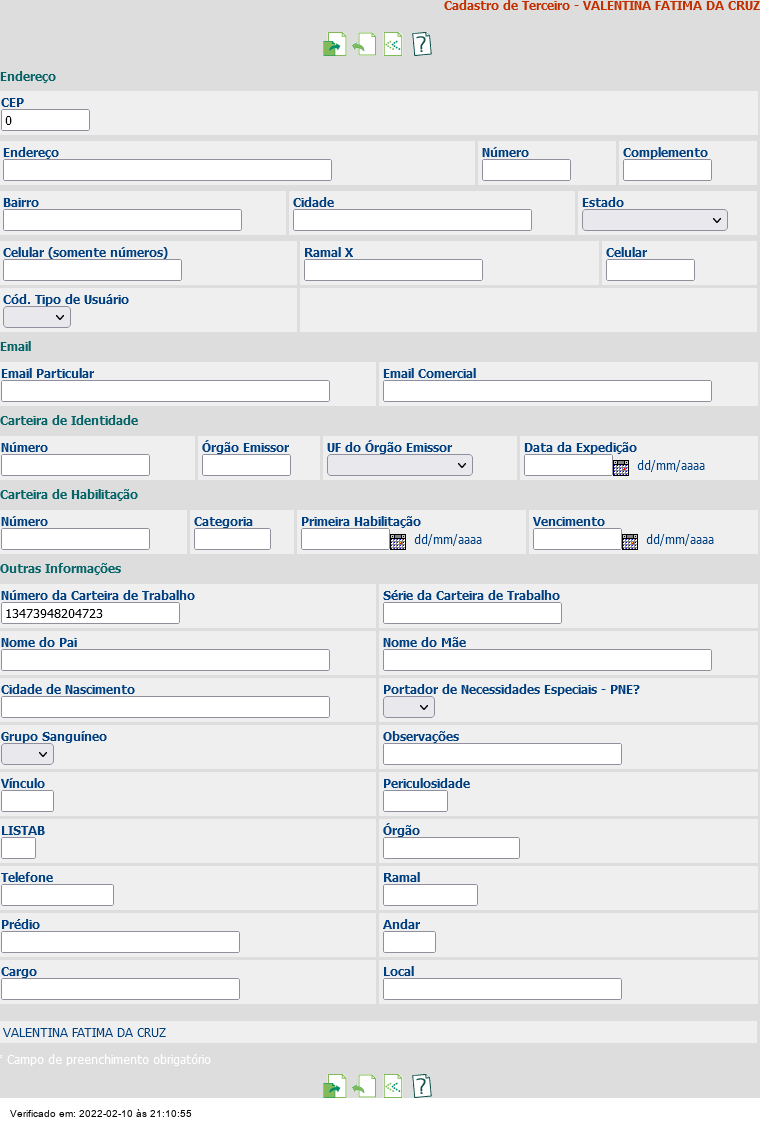 Cadastro de Terceiro - VALENTINA FATIMA DA CRUZ
Endereço
CEP
0
Endereço Número Complemento
Bairro Cidade Estado
Celular (somente números) Ramal X Celular
Cód. Tipo de Usuário
Email
Email Particular Email Comercial
Carteira de Identidade
Número Órgão Emissor UF do Órgão Emissor Data da Expedição
dd/mm/aaaa
Carteira de Habilitação
Número Categoria Primeira Habilitação Vencimento
dd/mm/aaaa dd/mm/aaaa
Outras Informações
Número da Carteira de Trabalho Série da Carteira de Trabalho
13473948204723
Nome do Pai Nome do Mãe
Cidade de Nascimento Portador de Necessidades Especiais - PNE?
Grupo Sanguíneo Observações
Vínculo Periculosidade
LISTAB Órgão
Telefone Ramal
Prédio Andar
Cargo Local
VALENTINA FATIMA DA CRUZ
* Campo de preenchimento obrigatório
Verificado em: 2022-02-10 às 21:10:55